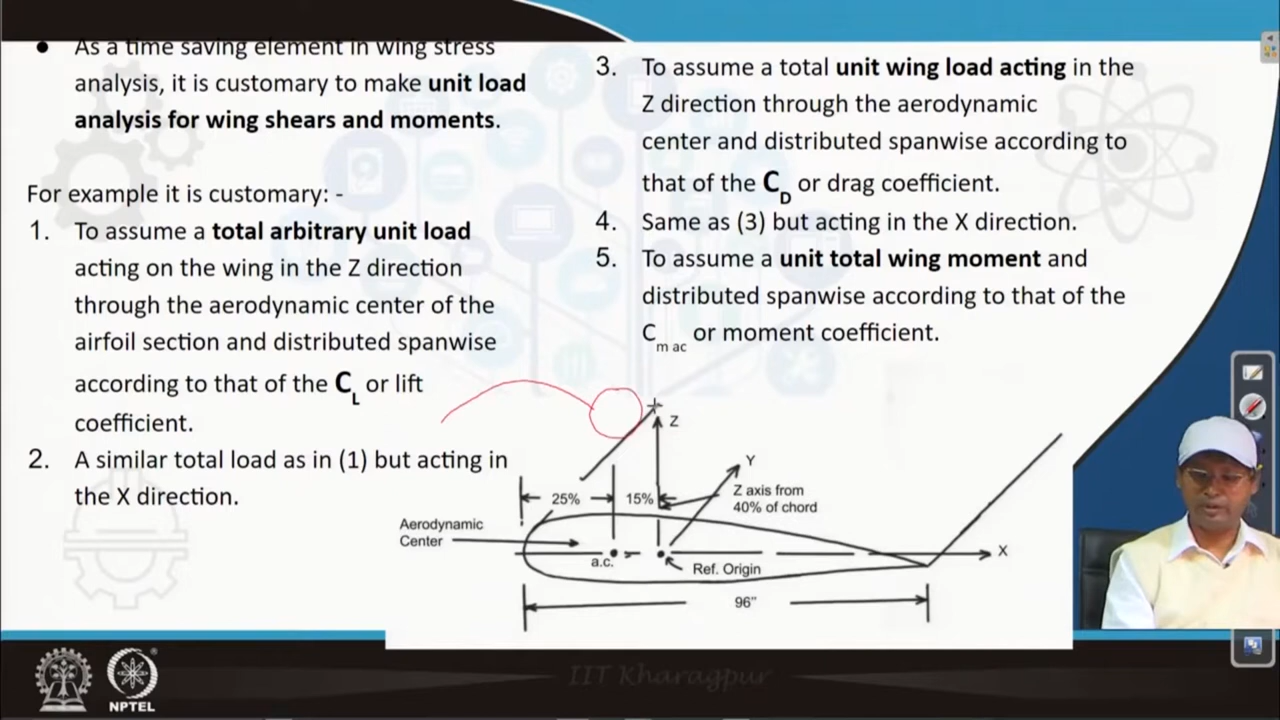 • As a time saving element in wing stress
analysis, it is customary to make unit load
analysis for wing shears and moments.
For example it is customary: -
1. To assume a total arbitrary unit load
acting on the wing in the Z direction
through the aerodynamic center of the
airfoil section and distributed spanwise
according to that of the CL or lift
coefficient.
2. A similar total load as in (1) but acting in
the X direction.
3. To assume a total unit wing load acting in the
Z direction through the aerodynamic
center and distributed spanwise according to
that of the CD or drag coefficient.
4. Same as (3) but acting in the X direction.
5. To assume a unit total wing moment and
distributed spanwise according to that of the
Cm ac or moment coefficient.
Z
Y
25%
15%
Z axis from
40% of chord
Aerodynamic
Center
a.c.
Ref. Origin
X
96"
NPTEL
®
IIT Kharagpur